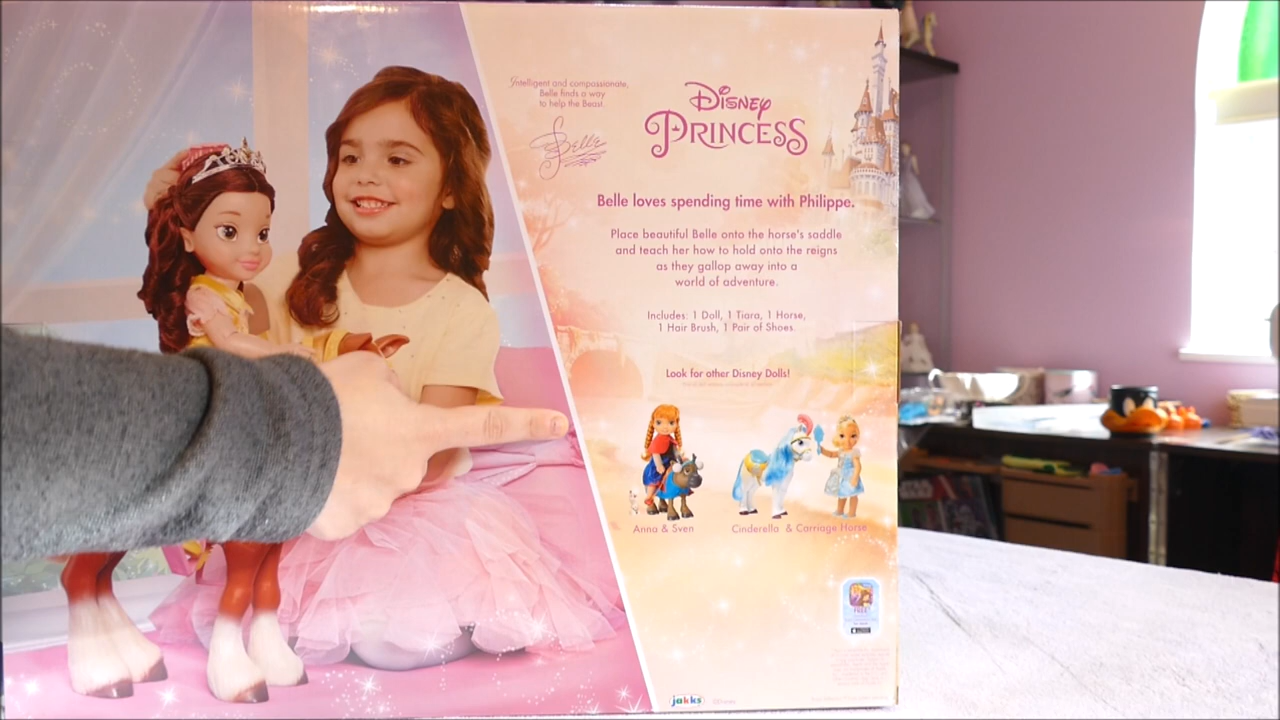 Intelligent and compassionate,
Belle finds a way
to help the Beast.
Belle
Disney
PRINCESS
Belle loves spending time with Philippe.
Place beautiful Belle onto the horse's saddle
and teach her how to hold onto the reigns
as they gallop away into a
world of adventure.
Includes: 1 Doll, 1 Tiara, 1 Horse,
1 Hair Brush, 1 Pair of Shoes.
Look for other Disney Dolls!
Anna & Sven
Cinderella & Carriage Horse
FREE!
jakks